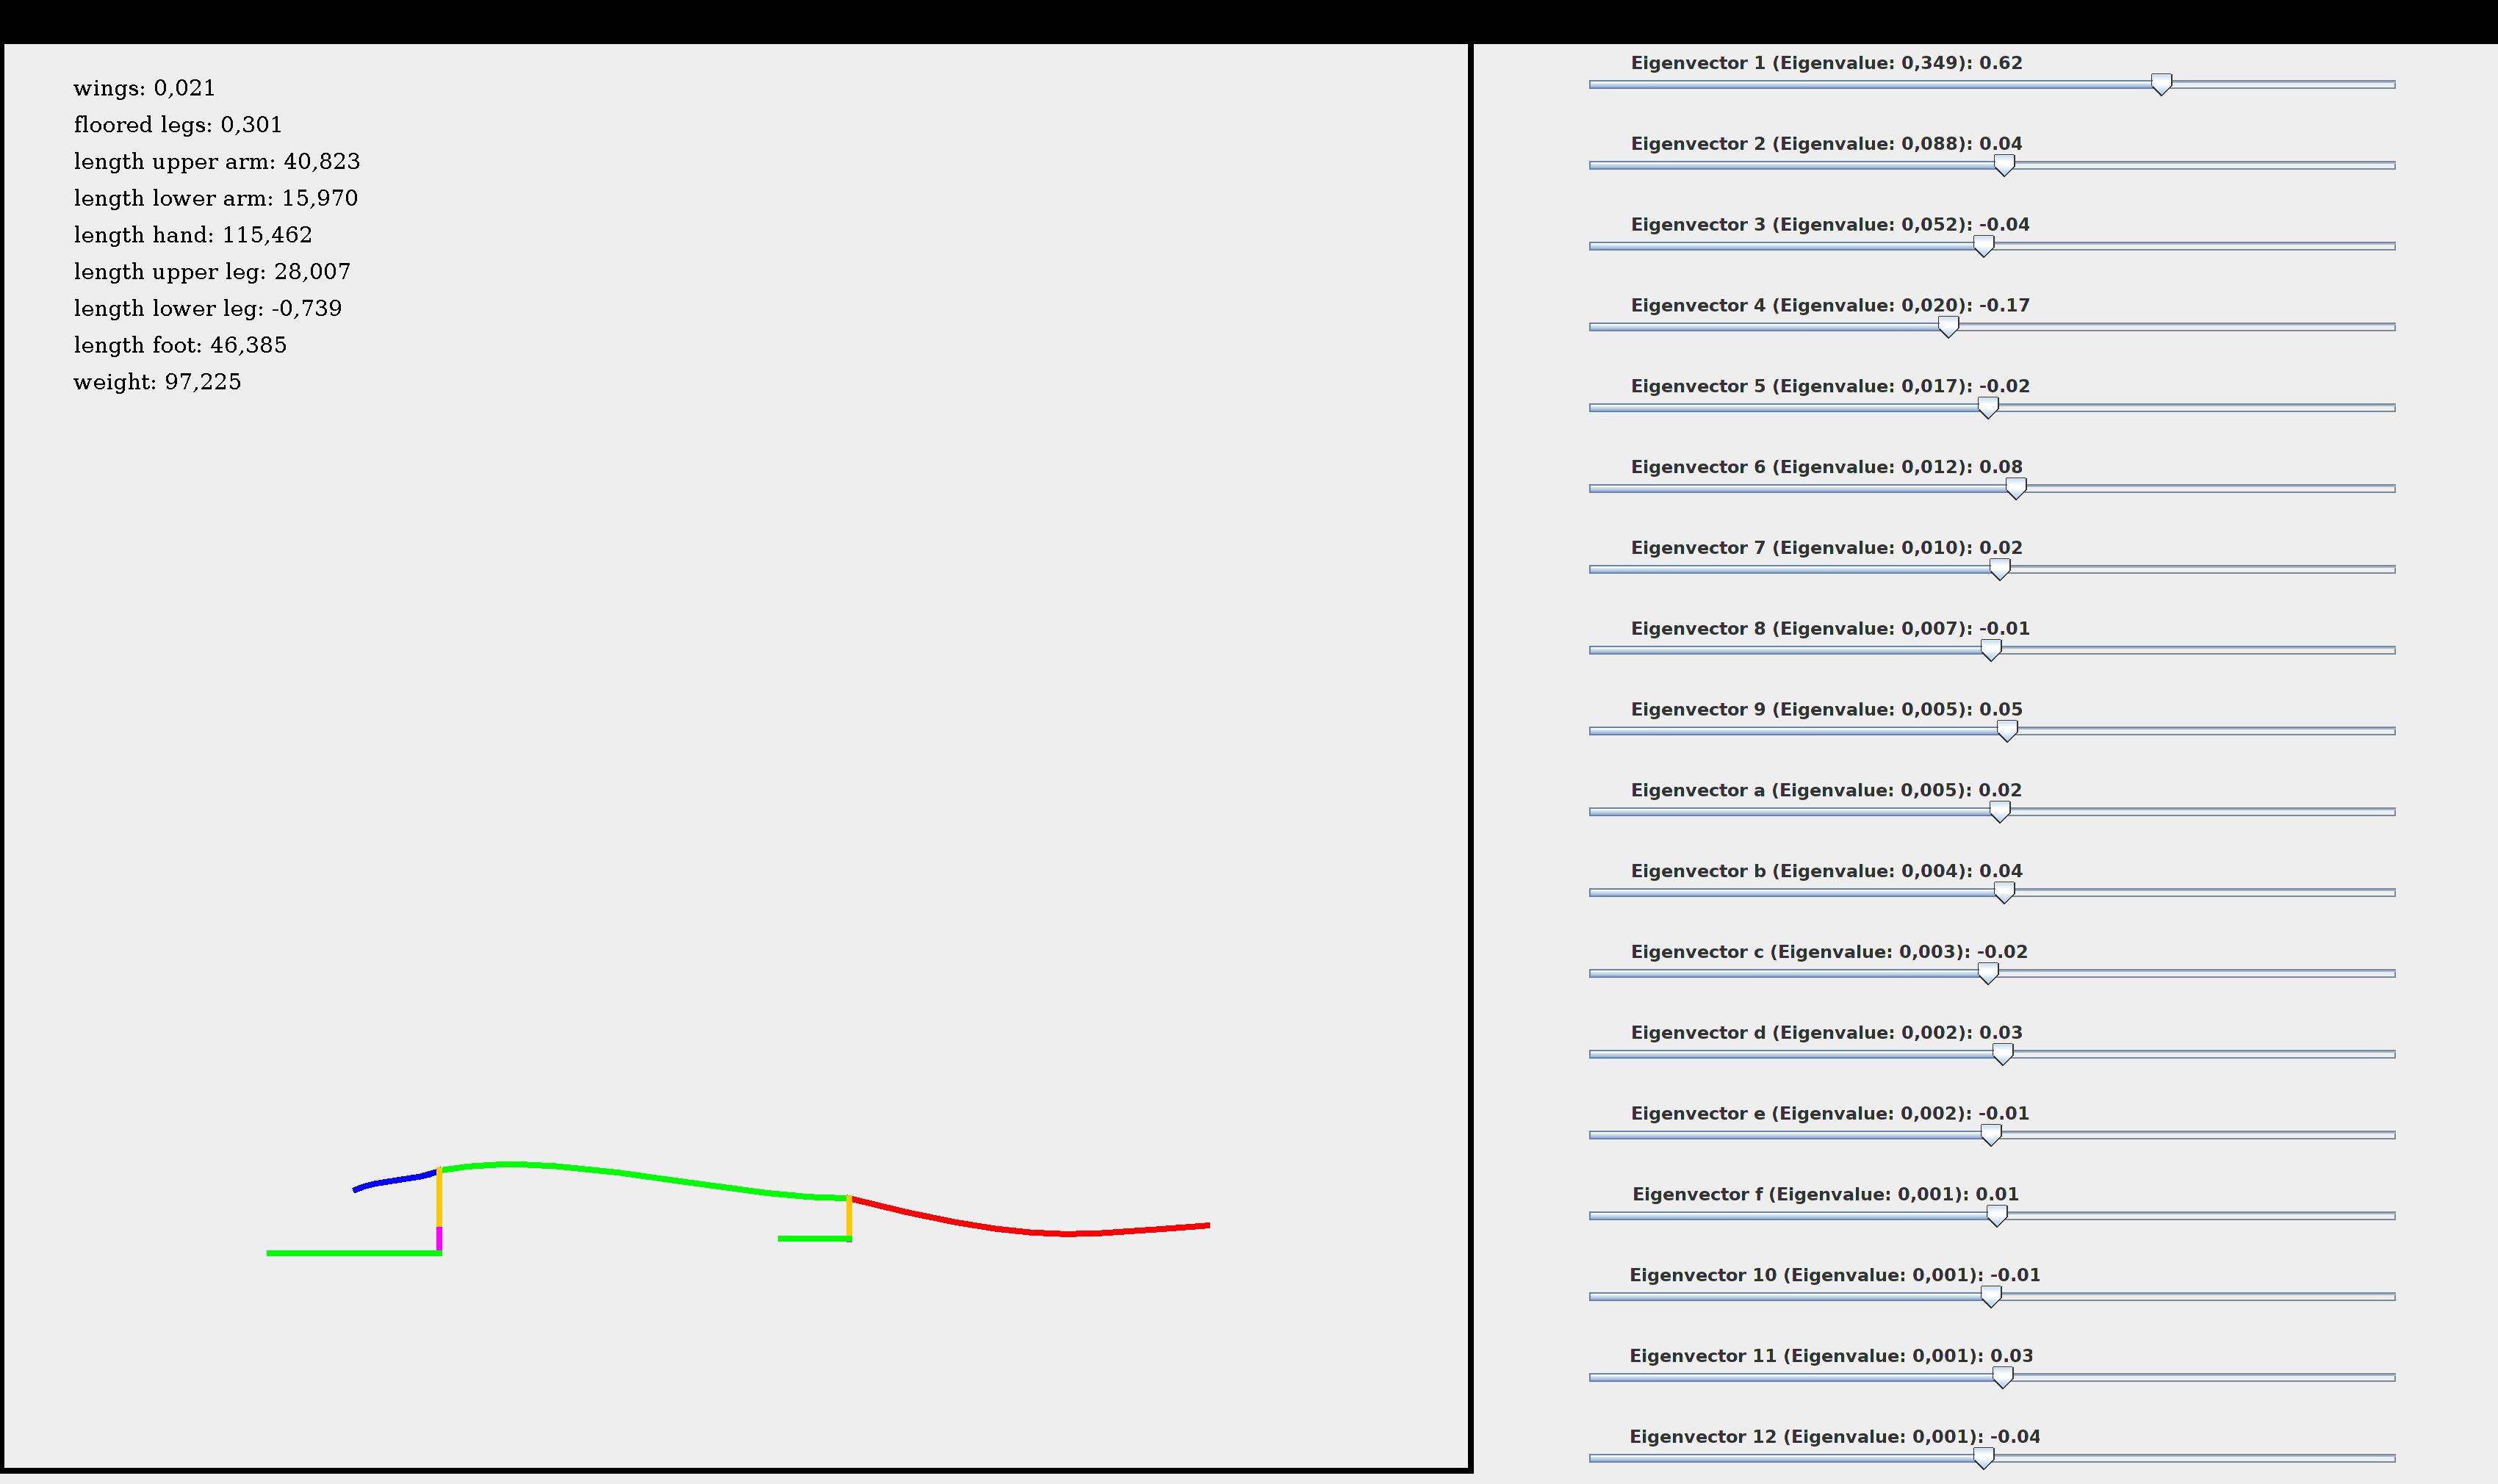 wings: 0,021
floored legs: 0,301
length upper arm: 40,823
length lower arm: 15,970
length hand: 115,462
length upper leg: 28,007
length lower leg: -0,739
length foot: 46,385
weight: 97,225
Eigenvector 1 (Eigenvalue: 0,349): 0.62
Eigenvector 2 (Eigenvalue: 0,088): 0.04
Eigenvector 3 (Eigenvalue: 0,052): -0.04
Eigenvector 4 (Eigenvalue: 0,020): -0.17
Eigenvector 5 (Eigenvalue: 0,017): -0.02
Eigenvector 6 (Eigenvalue: 0,012): 0.08
Eigenvector 7 (Eigenvalue: 0,010): 0.02
Eigenvector 8 (Eigenvalue: 0,007): -0.01
Eigenvector 9 (Eigenvalue: 0,005): 0.05
Eigenvector a (Eigenvalue: 0,005): 0.02
Eigenvector b (Eigenvalue: 0,004): 0.04
Eigenvector c (Eigenvalue: 0,003): -0.02
Eigenvector d (Eigenvalue: 0,002): 0.03
Eigenvector e (Eigenvalue: 0,002): -0.01
Eigenvector f (Eigenvalue: 0,001): 0.01
Eigenvector 10 (Eigenvalue: 0,001): -0.01
Eigenvector 11 (Eigenvalue: 0,001): 0.03
Eigenvector 12 (Eigenvalue: 0,001): -0.04